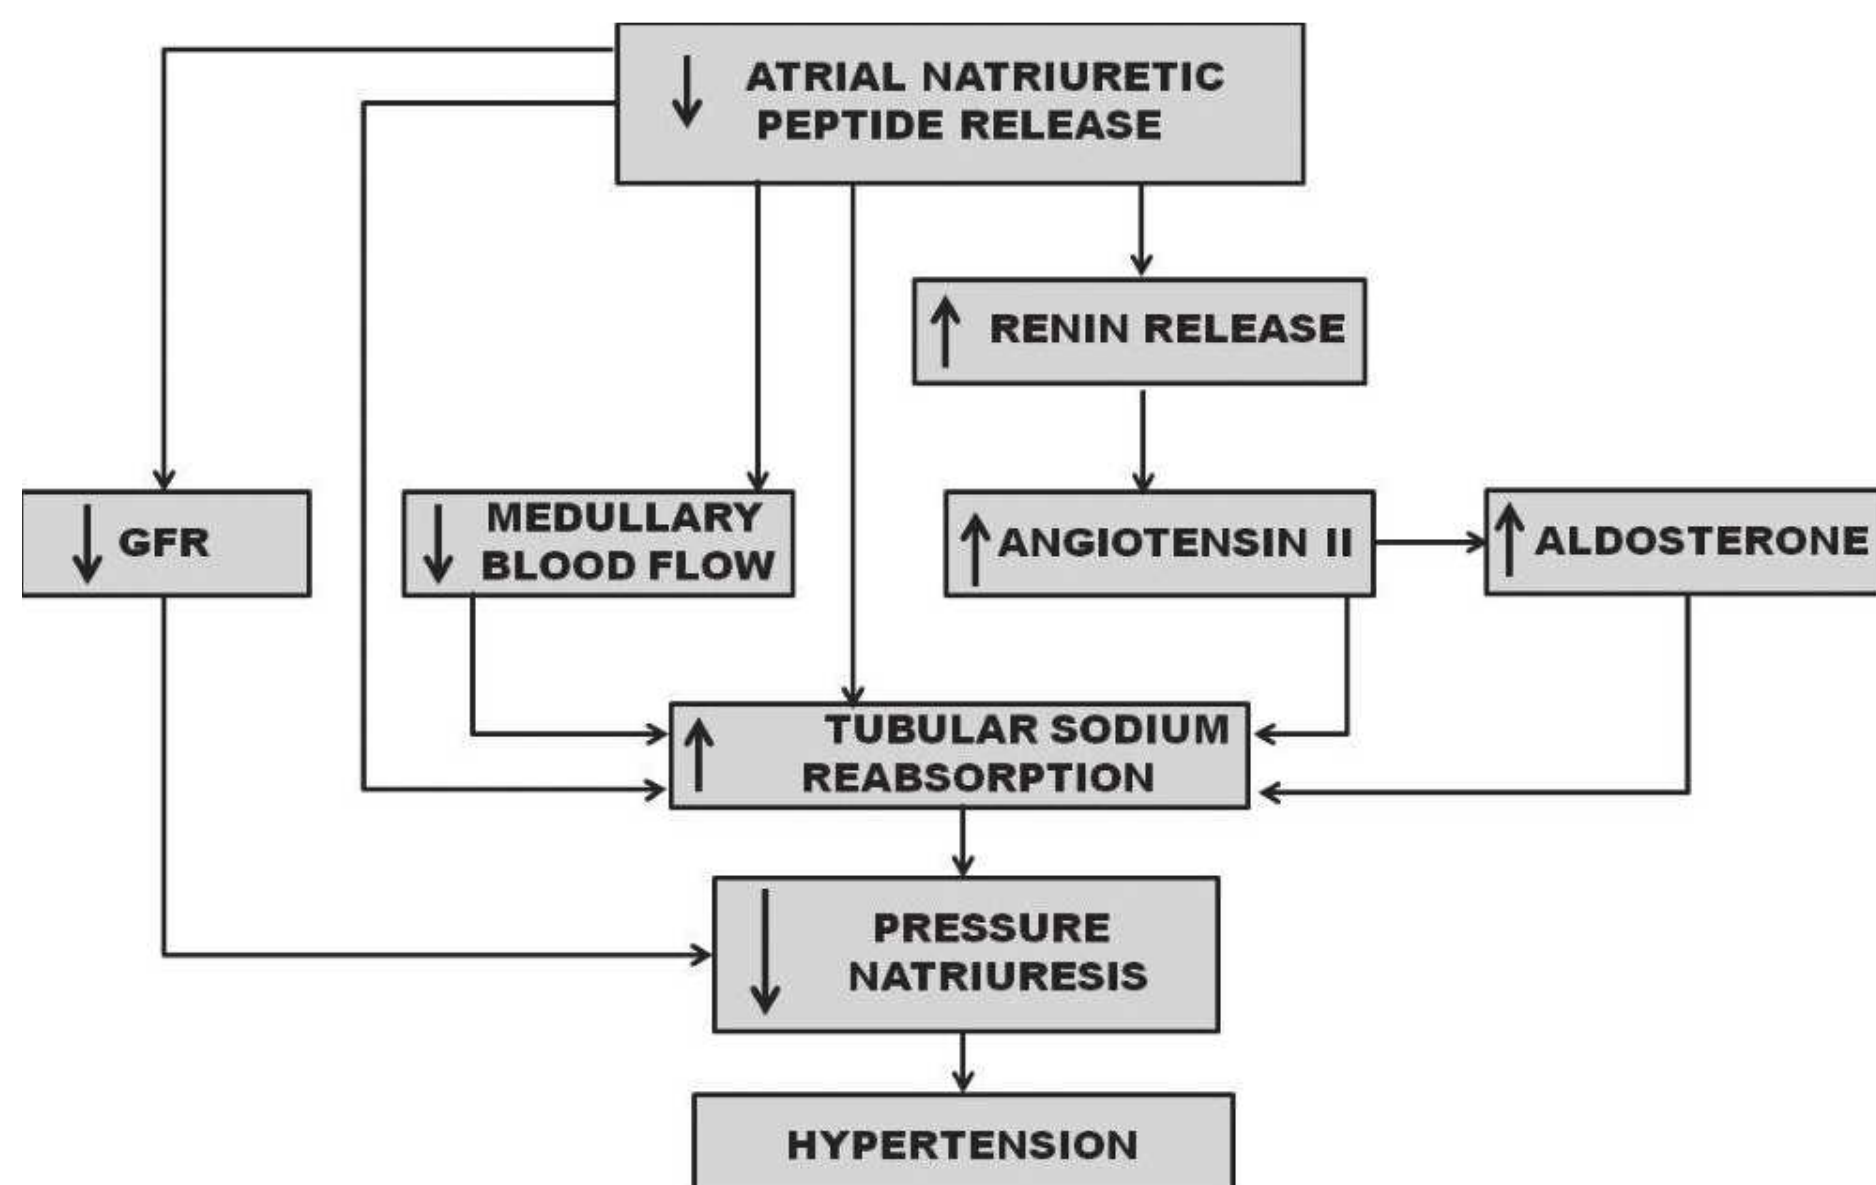 ATRIAL NATRIURETIC
PEPTIDE RELEASE
RENIN RELEASE
GFR
MEDULLARY
BLOOD FLOW
ANGIOTENSIN II
ALDOSTERONE
TUBULAR SODIUM
REABSORPTION
PRESSURE
NATRIURESIS
HYPERTENSION